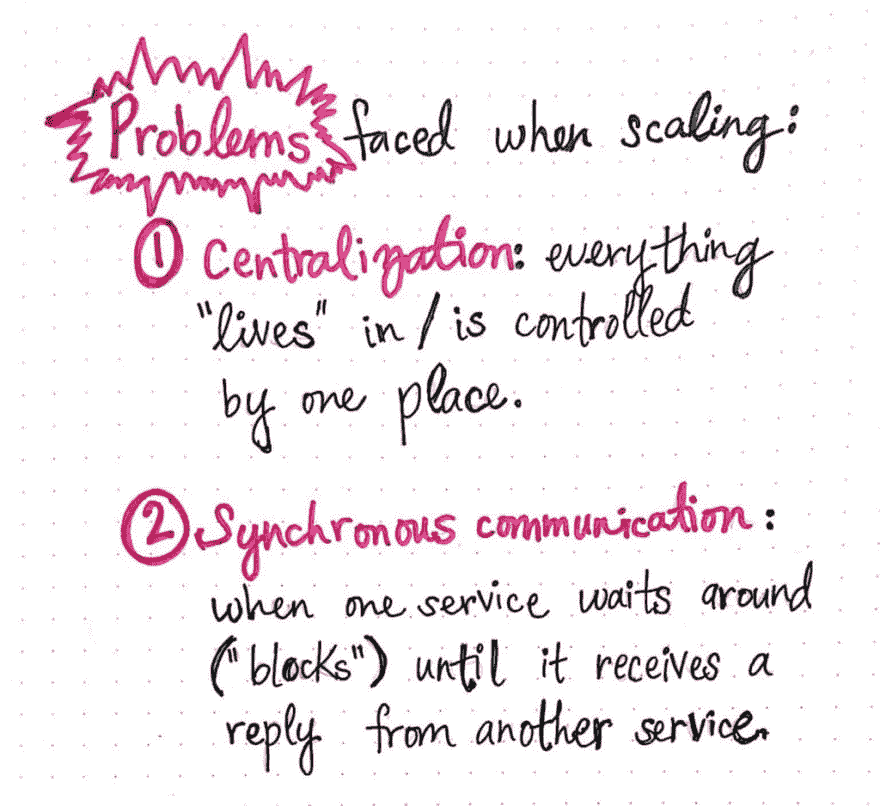 Problems faced when scaling:
① Centralization: everything
"lives" in / is controlled
by one place.
② Synchronous communication:
when one service waits around
("blocks") until it receives a
reply from another service.